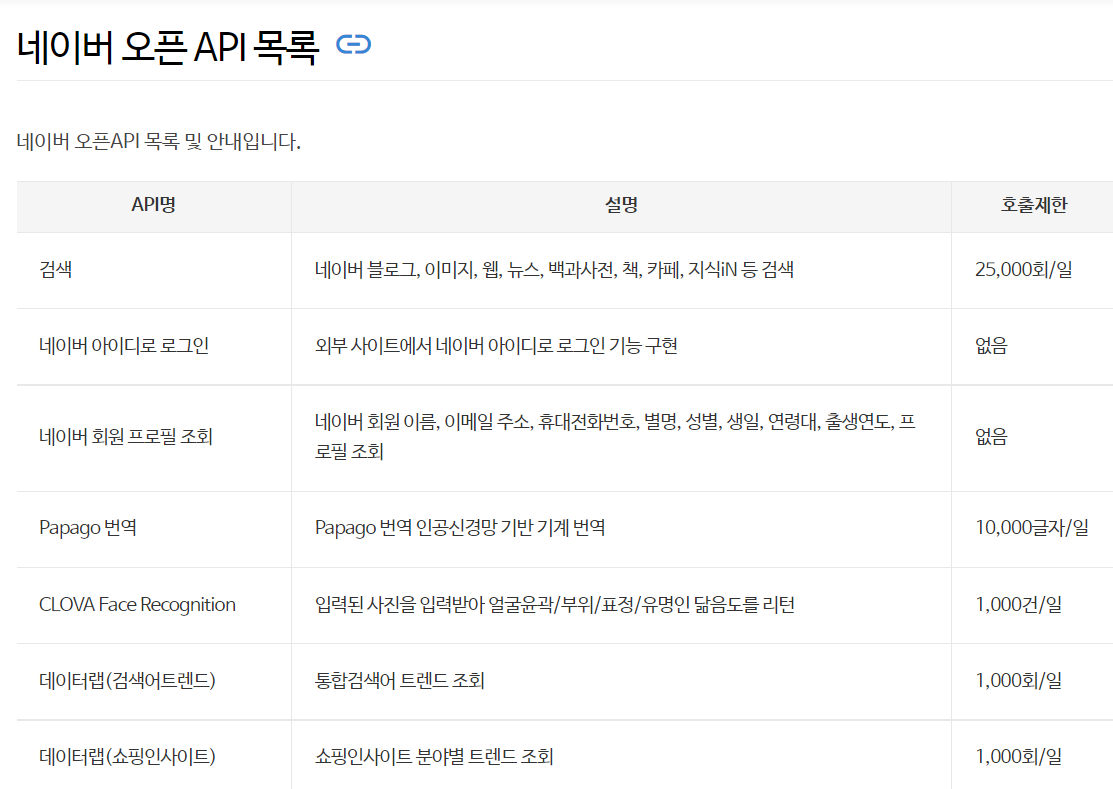 네이버 오픈 API 목록
네이버 오픈API 목록 및 안내입니다.
API명 설명 호출제한
검색 네이버 블로그, 이미지, 웹, 뉴스, 백과사전, 책, 카페, 지식iN 등 검색 25,000회/일
네이버 아이디로 로그인 외부 사이트에서 네이버 아이디로 로그인 기능 구현 없음
네이버 회원 프로필 조회 네이버 회원 이름, 이메일 주소, 휴대전화번호, 별명, 성별, 생일, 연령대, 출생연도, 프
로필 조회 없음
Papago 번역 Papago 번역 인공신경망 기반 기계 번역 10,000글자/일
CLOVA Face Recognition 입력된 사진을 입력받아 얼굴윤곽/부위/표정/유명인 닮음도를 리턴 1,000건/일
데이터랩(검색어트렌드) 통합검색어 트렌드 조회 1,000회/일
데이터랩(쇼핑인사이트) 쇼핑인사이트 분야별 트렌드 조회 1,000회/일